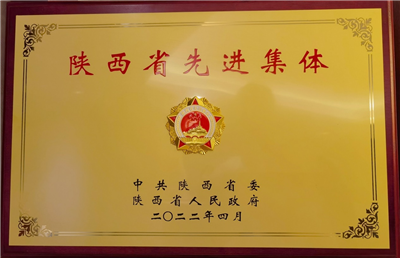 陕西省先进集体
中共陕西省委
陕西省人民政府
二〇二二年四月